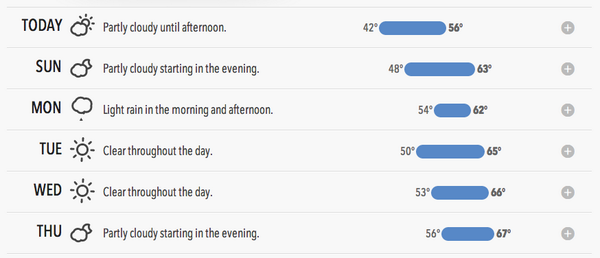 TODAY Partly cloudy until afternoon. 42° 56°
SUN Partly cloudy starting in the evening. 48° 63°
MON Light rain in the morning and afternoon. 54° 62°
TUE Clear throughout the day. 50° 65°
WED Clear throughout the day. 53° 66°
THU Partly cloudy starting in the evening. 56° 67°